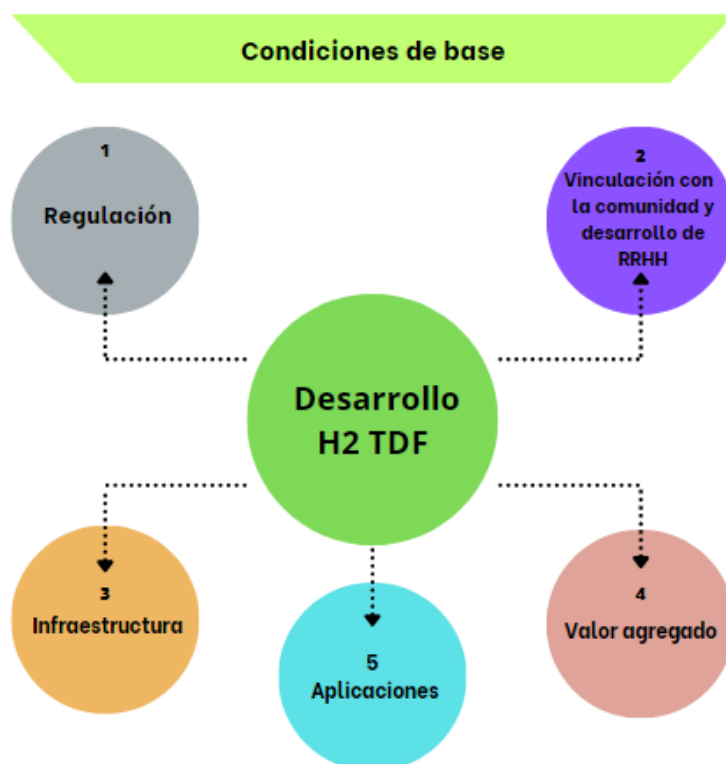 Condiciones de base
1
Regulación
2
Vinculación con
la comunidad y
desarrollo de
RRHH
Desarrollo
H2 TDF
3
Infraestructura
4
Valor agregado
5
Aplicaciones